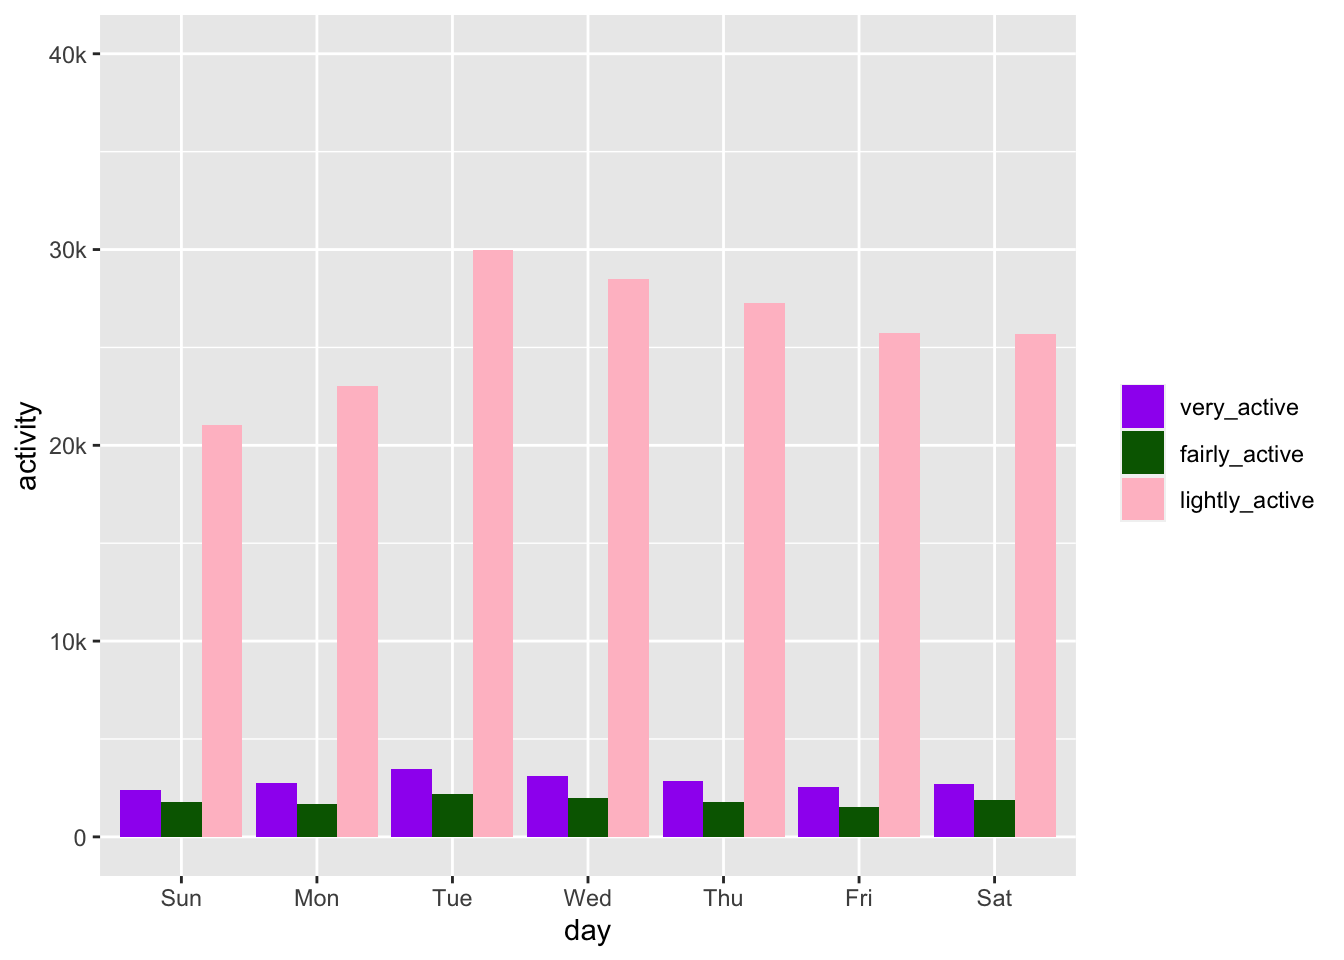 40k
30k
20k
10k
0
activity
Sun Mon Tue Wed Thu Fri Sat
day
very_active
fairly_active
lightly_active